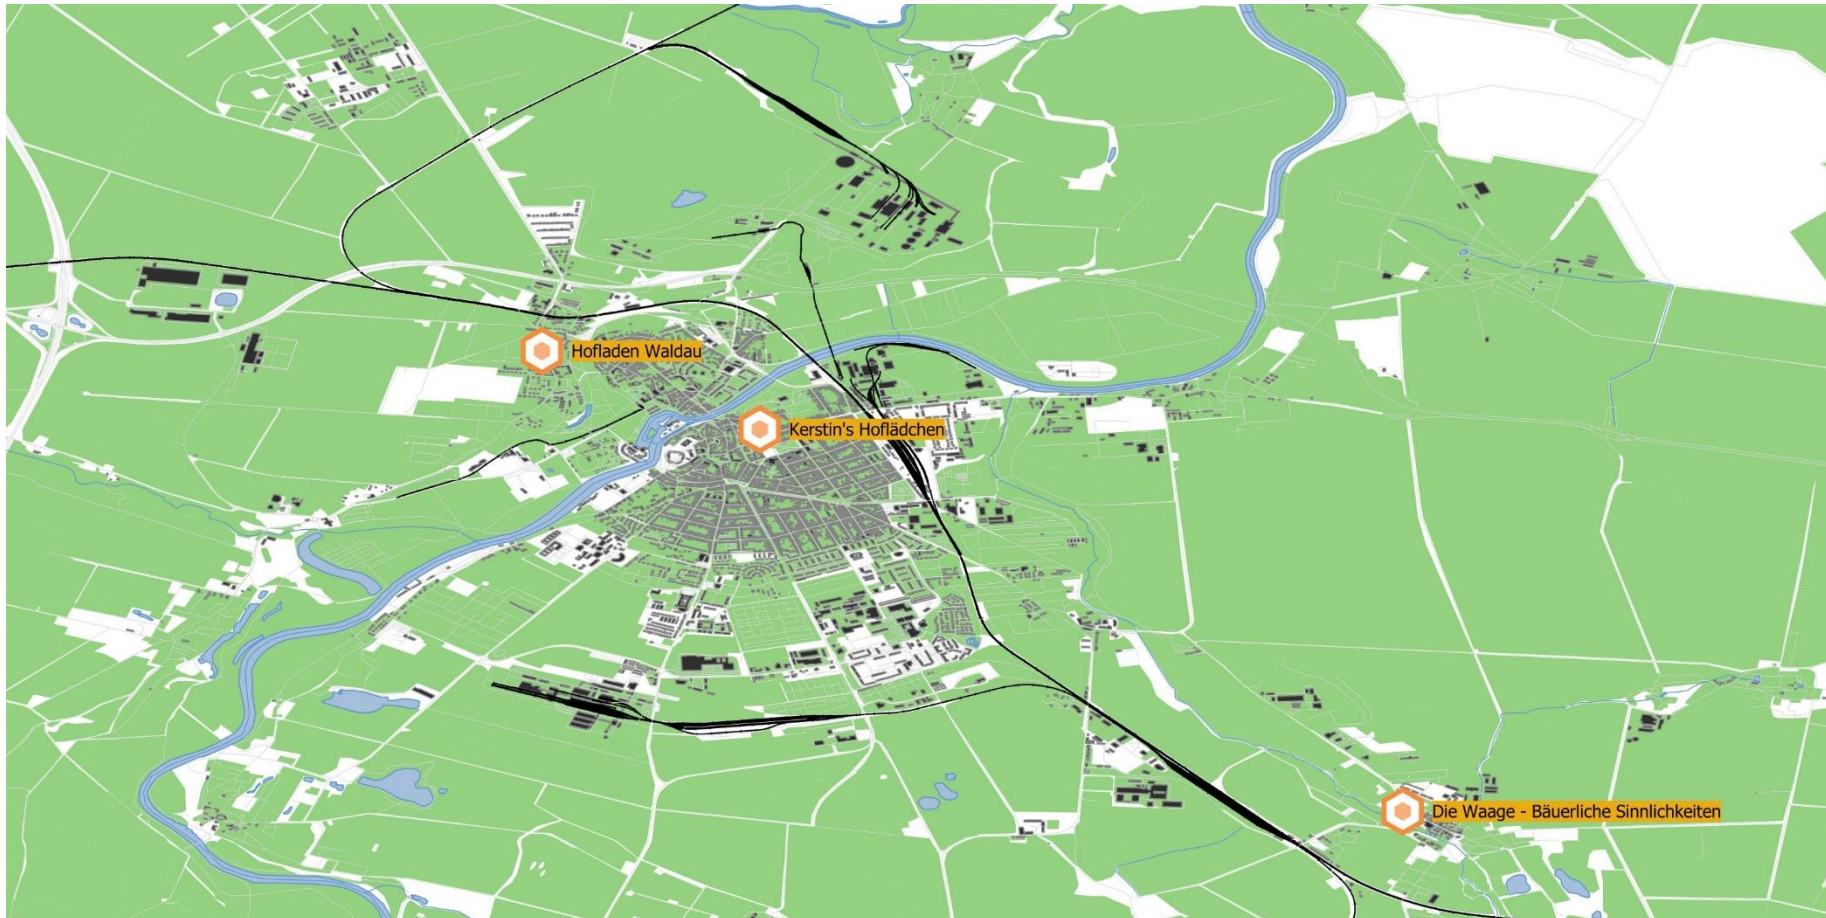 Hofladen Waldau
Kerstin's Hoflädchen
Die Waage - Bäuerliche Sinnlichkeiten